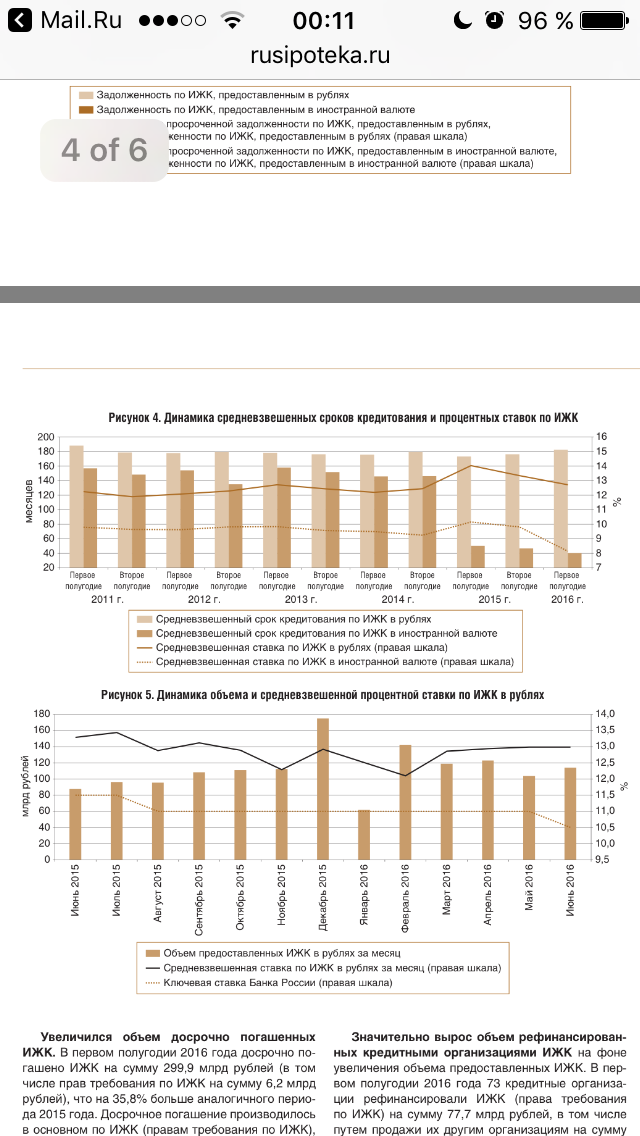 Mail.Ru 00:11 96 %
rusipoteka.ru
Задолженность по ИЖК, предоставленным в рублях
Задолженность по ИЖК, предоставленным в иностранной валюте
просроченной задолженности по ИЖК, предоставленным в рублях,
женности по ИЖК, предоставленным в рублях (правая шкала)
4 of 6
просроченной задолженности по ИЖК, предоставленным в иностранной валюте,
женности по ИЖК, предоставленным в иностранной валюте (правая шкала)
Рисунок 4. Динамика средневзвешенных сроков кредитования и процентных ставок по ИЖК
200 180 160 140 120 100 80 60 40 20
месяцев
16 15 14 13 12 11 10 9 8 7
%
Первое Второе Первое Второе Первое Второе Первое Второе Первое Второе Первое
полугодие полугодие полугодие полугодие полугодие полугодие полугодие полугодие полугодие полугодие полугодие
2011 г. 2012 г. 2013 г. 2014 г. 2015 г. 2016 г.
Средневзвешенный срок кредитования по ИЖК в рублях
Средневзвешенный срок кредитования по ИЖК в иностранной валюте
Средневзвешенная ставка по ИЖК в рублях (правая шкала)
Средневзвешенная ставка по ИЖК в иностранной валюте (правая шкала)
Рисунок 5. Динамика объема и средневзвешенной процентной ставки по ИЖК в рублях
180 160 140 120 100 80 60 40 20 0
млрд рублей
14,0 13,5 13,0 12,5 12,0 11,5 11,0 10,5 10,0 9,5
%
Июнь 2015
Июль 2015
Август 2015
Сентябрь 2015
Октябрь 2015
Ноябрь 2015
Декабрь 2015
Январь 2016
Февраль 2016
Март 2016
Апрель 2016
Май 2016
Июнь 2016
Объем предоставленных ИЖК в рублях за месяц
Средневзвешенная ставка по ИЖК в рублях за месяц (правая шкала)
Ключевая ставка Банка России (правая шкала)
Увеличился объем досрочно погашенных
ИЖК. В первом полугодии 2016 года досрочно по-
гашено ИЖК на сумму 299,9 млрд рублей (в том
числе прав требования по ИЖК на сумму 6,2 млрд
рублей), что на 35,8% больше аналогичного перио-
да 2015 года. Досрочное погашение производилось
в основном по ИЖК (правам требования по ИЖК),
Значительно вырос объем рефинансирован-
ных кредитными организациями ИЖК на фоне
увеличения объема предоставленных ИЖК. В пер-
вом полугодии 2016 года 73 кредитные организа-
ции рефинансировали ИЖК (права требования
по ИЖК) на сумму 77,7 млрд рублей, в том числе
путем продажи их другим организациям на сумму